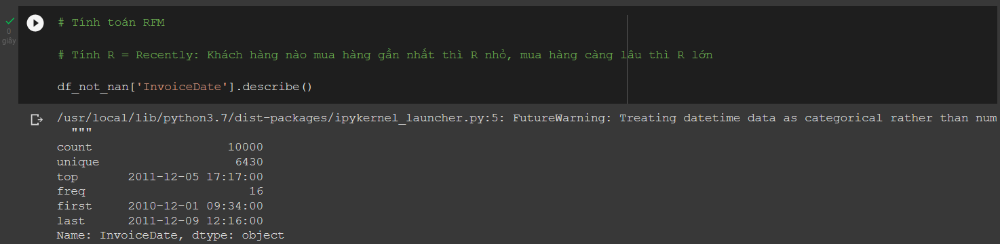 # Tính toán RFM
0
giây
# Tính R = Recently: Khách hàng nào mua hàng gần nhất thì R nhỏ, mua hàng càng lâu thì R lớn
df_not_nan['InvoiceDate'].describe()
/usr/local/lib/python3.7/dist-packages/ipykernel_launcher.py:5: FutureWarning: Treating datetime data as categorical rather than num
"""
count 10000
unique 6430
top 2011-12-05 17:17:00
freq 16
first 2010-12-01 09:34:00
last 2011-12-09 12:16:00
Name: InvoiceDate, dtype: object